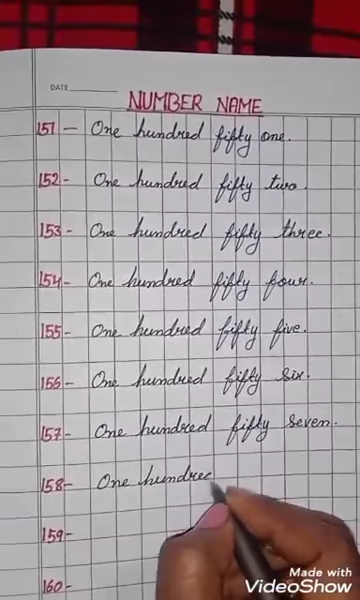 DATE
NUMBER NAME
151 - One hundred fifty one.
152 - One hundred fifty two.
153 - One hundred fifty three.
154 - One hundred fifty four.
155 - One hundred fifty five.
156 - One hundred fifty six.
157 - One hundred fifty seven.
158 - One hundrec
159 -
160 -
Made with
VideoShow